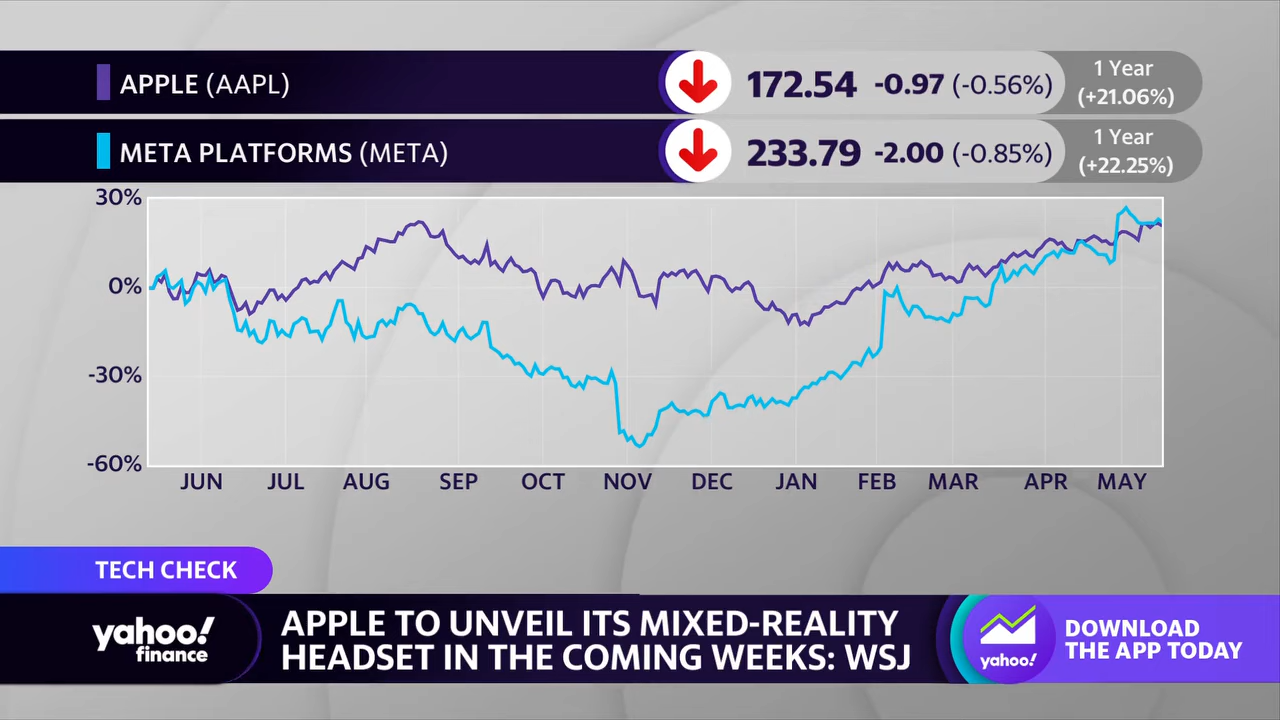 APPLE (AAPL) 172.54 -0.97 (-0.56%) 1 Year (+21.06%)
META PLATFORMS (META) 233.79 -2.00 (-0.85%) 1 Year (+22.25%)
30%
0%
-30%
-60%
JUN JUL AUG SEP OCT NOV DEC JAN FEB MAR APR MAY
TECH CHECK
yahoo!
finance
APPLE TO UNVEIL ITS MIXED-REALITY
HEADSET IN THE COMING WEEKS: WSJ
yahoo!
DOWNLOAD
THE APP TODAY